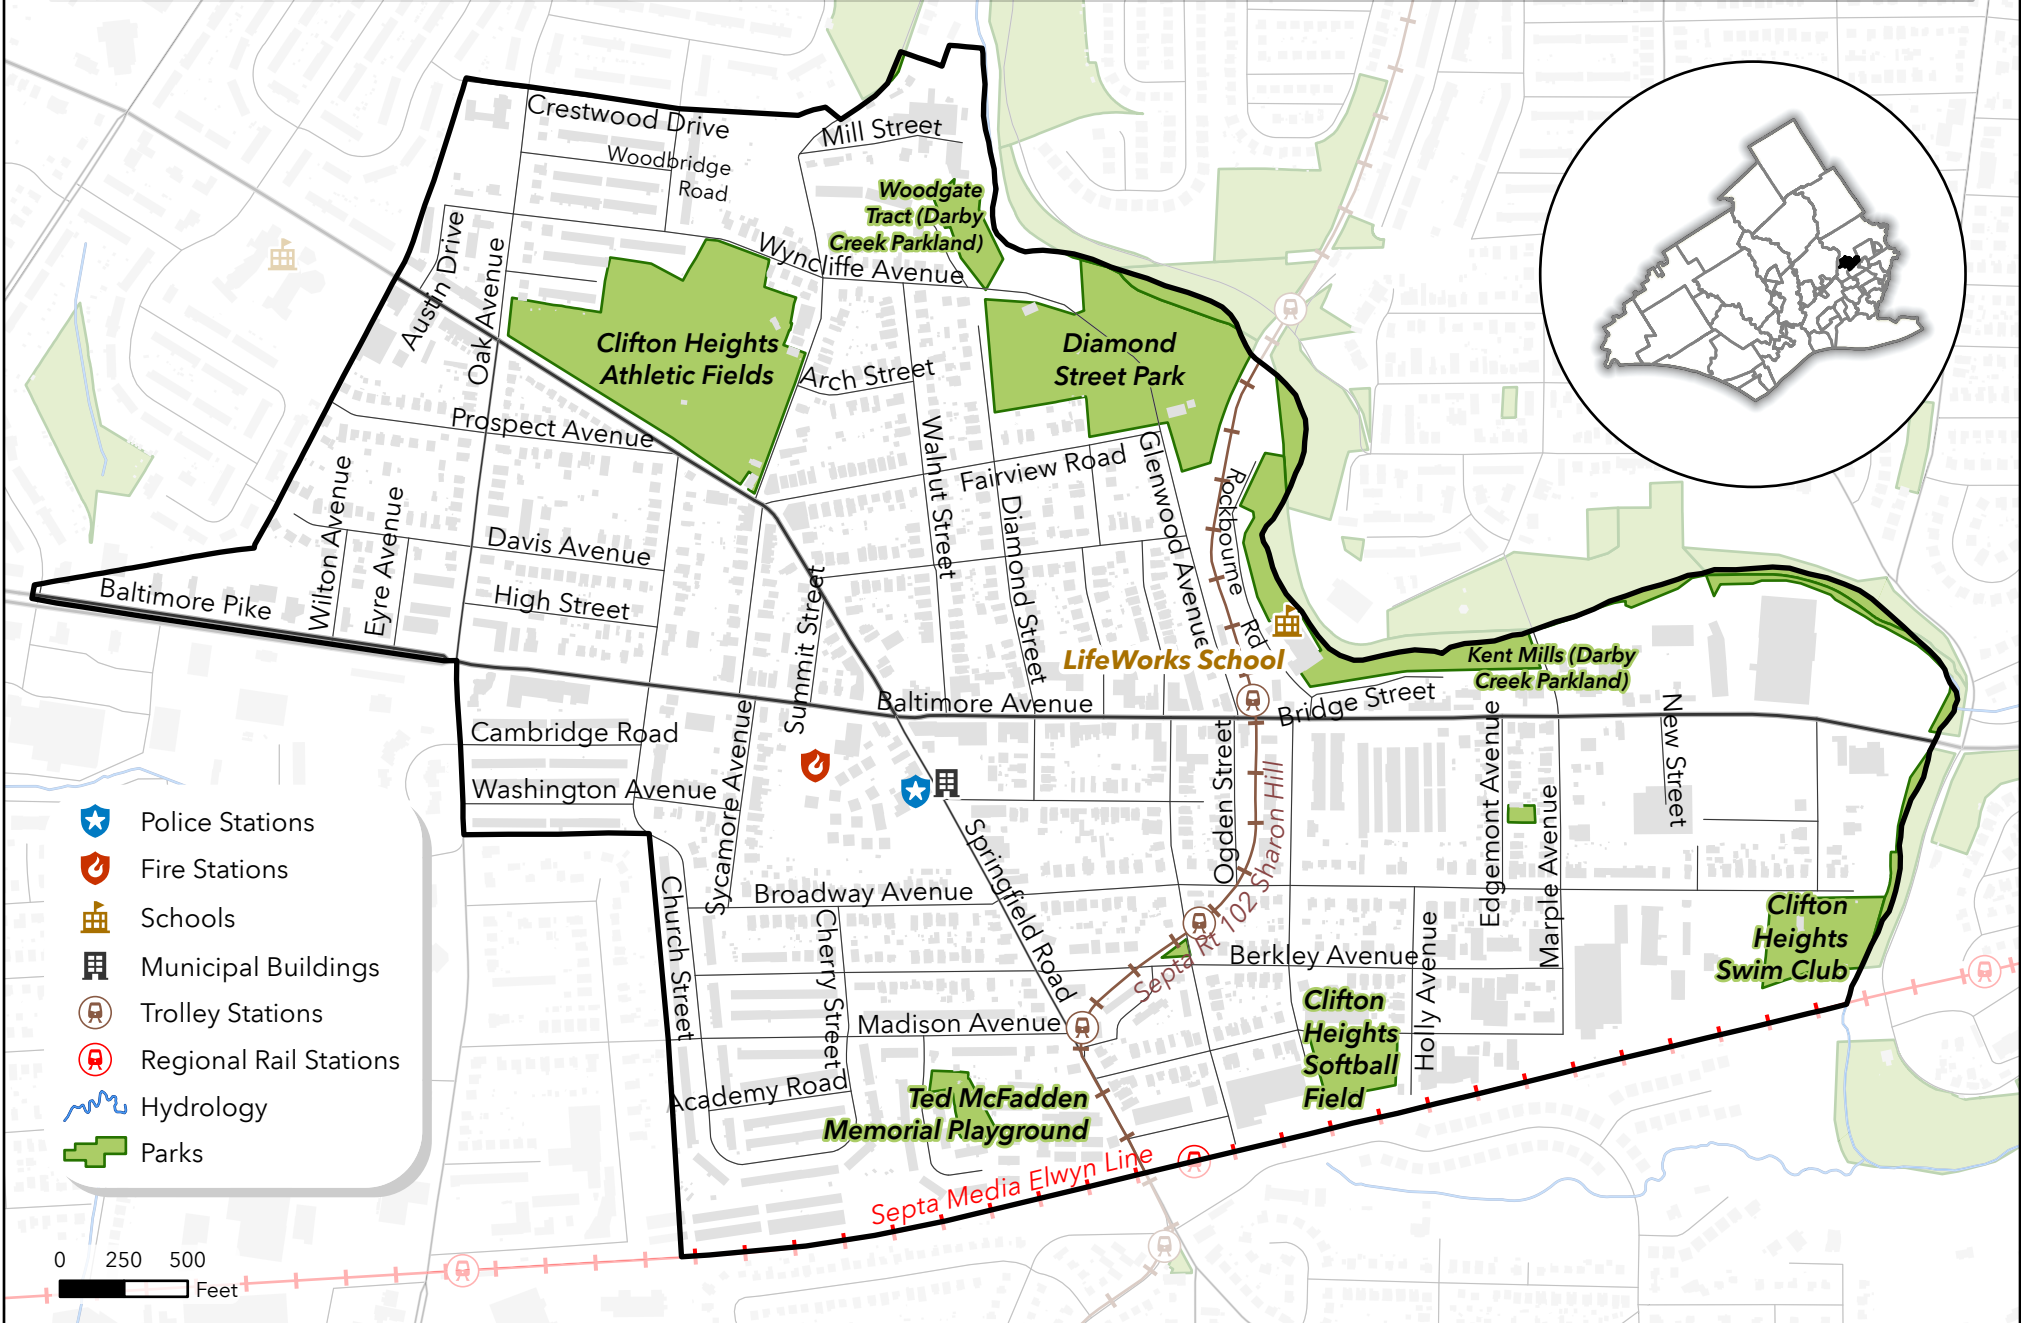 Crestwood Drive
Mill Street
Woodbridge
Road
Woodgate
Tract (Darby
Creek Parkland)
Wyncliffe Avenue
Austin Drive
Oak Avenue
Clifton Heights
Athletic Fields
Diamond
Street Park
Arch Street
Prospect Avenue
Walnut Street
Fairview Road
Glenwood Avenue
Rockbourne Rd
Wilton Avenue
Eyre Avenue
Davis Avenue
Diamond Street
High Street
Baltimore Pike
Summit Street
LifeWorks School
Kent Mills (Darby
Creek Parkland)
Baltimore Avenue
Bridge Street
New Street
Cambridge Road
Washington Avenue
Sycamore Avenue
Ogden Street
Septa Rt 102 Sharon Hill
Edgemont Avenue
Marple Avenue
Springfield Road
Broadway Avenue
Church Street
Cherry Street
Berkley Avenue
Holly Avenue
Clifton
Heights
Swim Club
Clifton
Heights
Softball
Field
Madison Avenue
Academy Road
Ted McFadden
Memorial Playground
Septa Media Elwyn Line
Police Stations
Fire Stations
Schools
Municipal Buildings
Trolley Stations
Regional Rail Stations
Hydrology
Parks
0 250 500
Feet